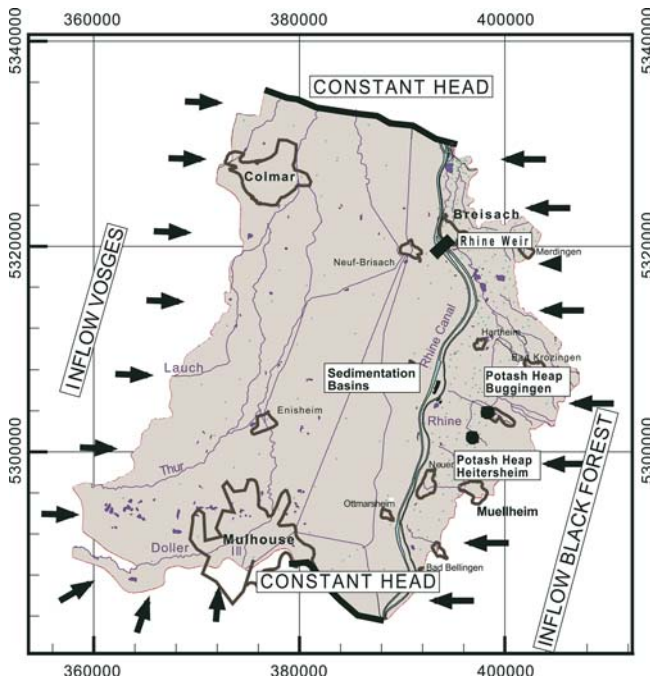 360000 380000 400000
5340000 5340000
CONSTANT HEAD
Colmar
Breisach
Rhine Weir
5320000 5320000
Merdingen
Neuf-Brisach
INFLOW VOSGES
Rhine Canal
Hartheim
Bad Krozingen
Lauch
Sedimentation
Basins
Potash Heap
Buggingen
Enisheim
Rhine
Thur
5300000 5300000
Potash Heap
Heitersheim
Ottmarsheim
Muellheim
Mulhouse
Doller
Ill
INFLOW BLACK FOREST
CONSTANT HEAD
Bad Bellingen
360000 380000 400000